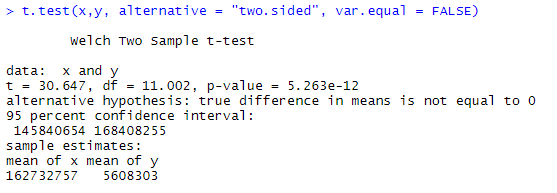 > t.test(x,y, alternative = "two.sided", var.equal = FALSE)
Welch Two Sample t-test
data:  x and y
t = 30.647, df = 11.002, p-value = 5.263e-12
alternative hypothesis: true difference in means is not equal to 0
95 percent confidence interval:
 145840654 168408255
sample estimates:
mean of x mean of y
162732757   5608303